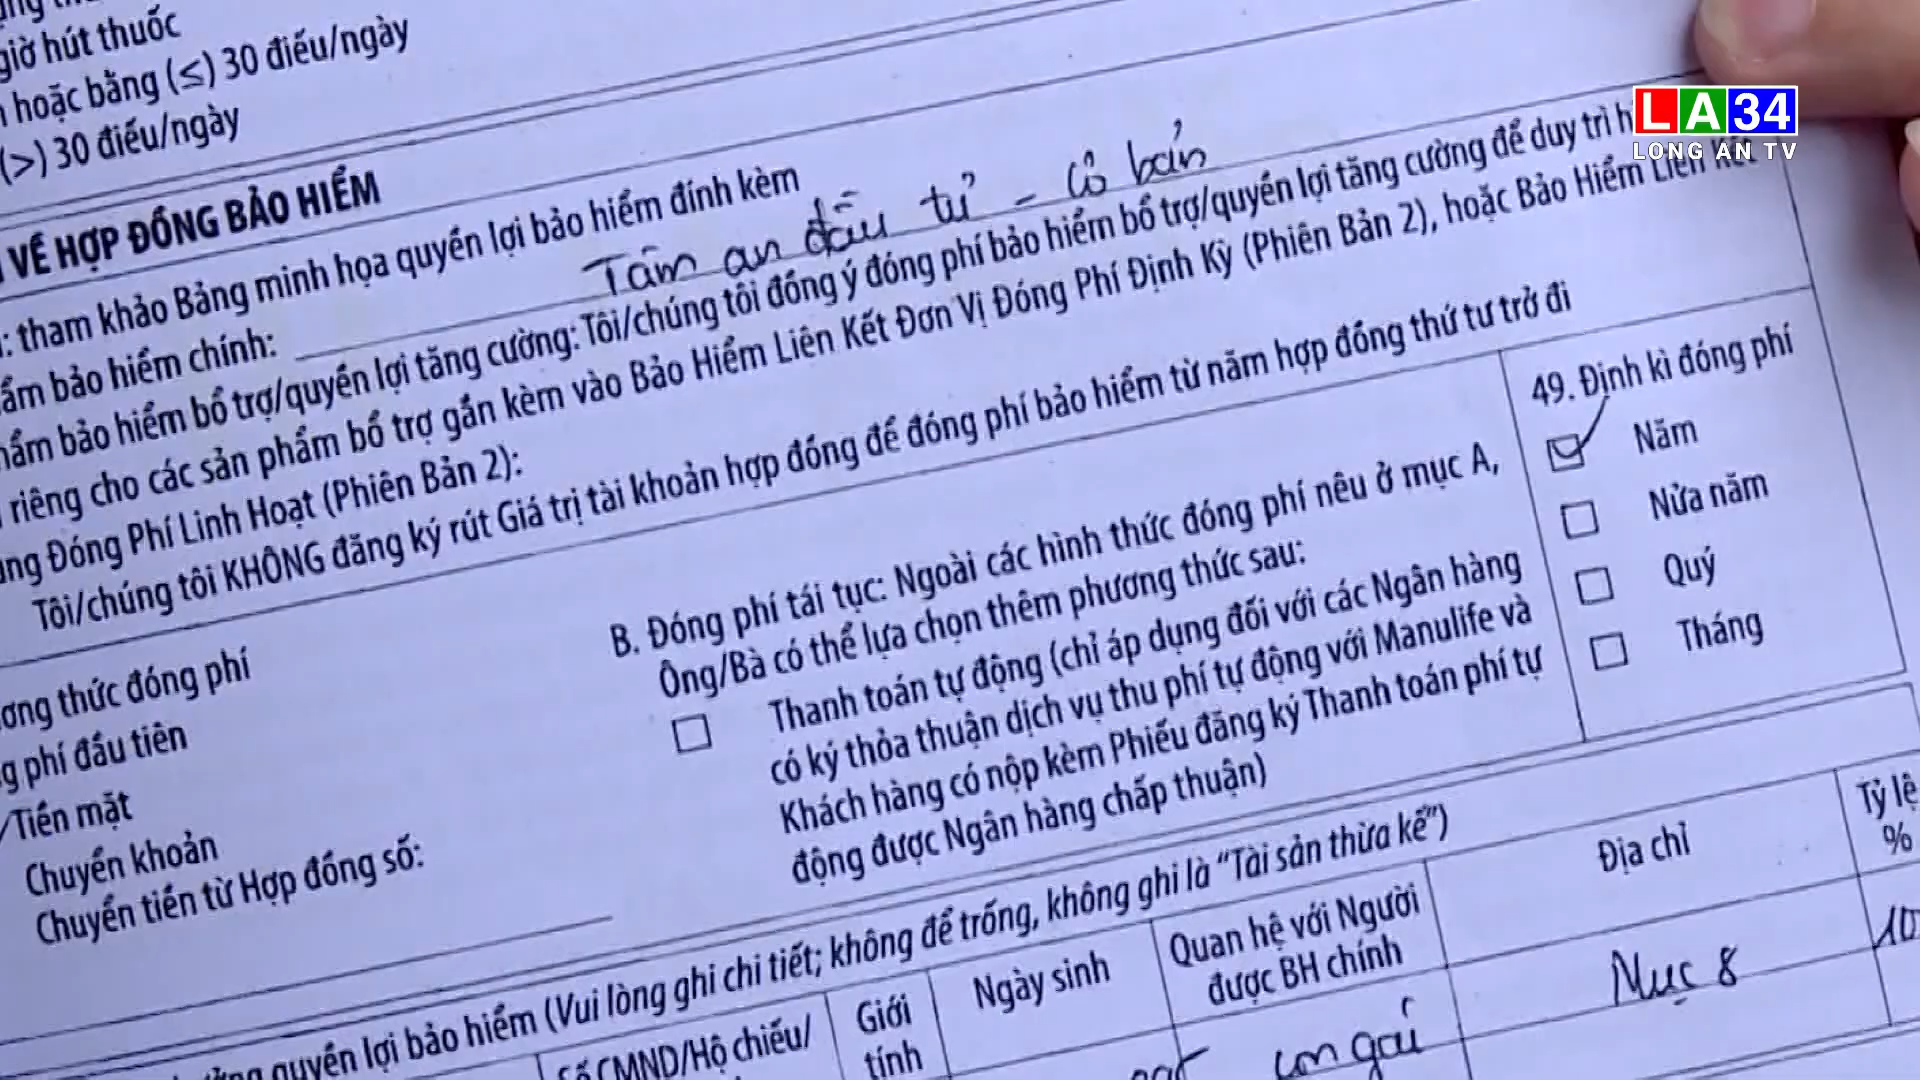 giờ hút thuốc
hoặc bằng (≤) 30 điếu/ngày
(>) 30 điếu/ngày
LA34
LONG AN TV
VỀ HỢP ĐỒNG BẢO HIỂM
: tham khảo Bảng minh họa quyền lợi bảo hiểm đính kèm
bảo hiểm chính: Tâm an đầu tư - Cơ bản
bảo hiểm bổ trợ/quyền lợi tăng cường: Tôi/chúng tôi đồng ý đóng phí bảo hiểm bổ trợ/quyền lợi tăng cường để duy trì
riêng cho các sản phẩm bổ trợ gắn kèm vào Bảo Hiểm Liên Kết Đơn Vị Đóng Phí Định Kỳ (Phiên Bản 2), hoặc Bảo Hiểm Liên Kết
Đóng Phí Linh Hoạt (Phiên Bản 2):
Tôi/chúng tôi KHÔNG đăng ký rút Giá trị tài khoản hợp đồng để đóng phí bảo hiểm từ năm hợp đồng thứ tư trở đi
thức đóng phí
phí đầu tiên
Tiền mặt
Chuyển khoản
Chuyển tiền từ Hợp đồng số:
B. Đóng phí tái tục: Ngoài các hình thức đóng phí nêu ở mục A,
Ông/Bà có thể lựa chọn thêm phương thức sau:
Thanh toán tự động (chỉ áp dụng đối với các Ngân hàng
có ký thỏa thuận dịch vụ thu phí tự động với Manulife và
Khách hàng có nộp kèm Phiếu đăng ký Thanh toán phí tự
động được Ngân hàng chấp thuận)
49. Định kì đóng phí
Năm
Nửa năm
Quý
Tháng
quyền lợi bảo hiểm (Vui lòng ghi chi tiết; không để trống, không ghi là "Tài sản thừa kế")
Số CMND/Hộ chiếu/
Giới
tính
Ngày sinh
Quan hệ với Người
được BH chính
Địa chỉ
Tỷ lệ
%
con gái
Mục 8